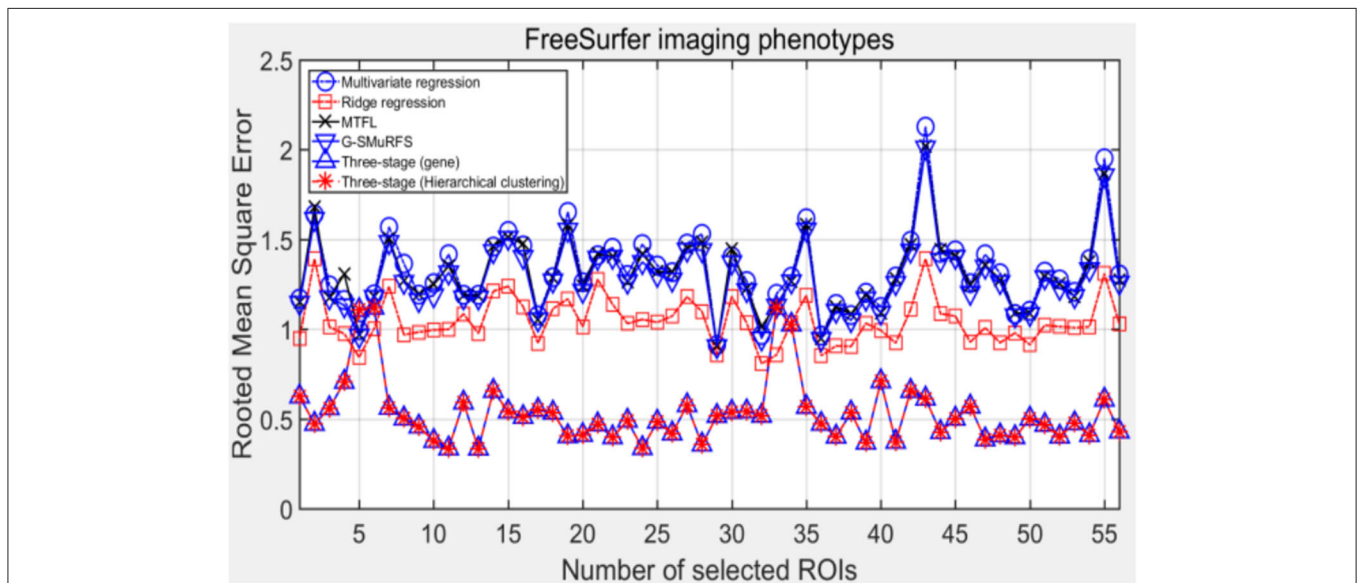 FreeSurfer imaging phenotypes
2.5
2
1.5
1
0.5
0
Rooted Mean Square Error
Multivariate regression
Ridge regression
MTFL
G-SMuRFS
Three-stage (gene)
Three-stage (Hierarchical clustering)
5 10 15 20 25 30 35 40 45 50 55
Number of selected ROIs